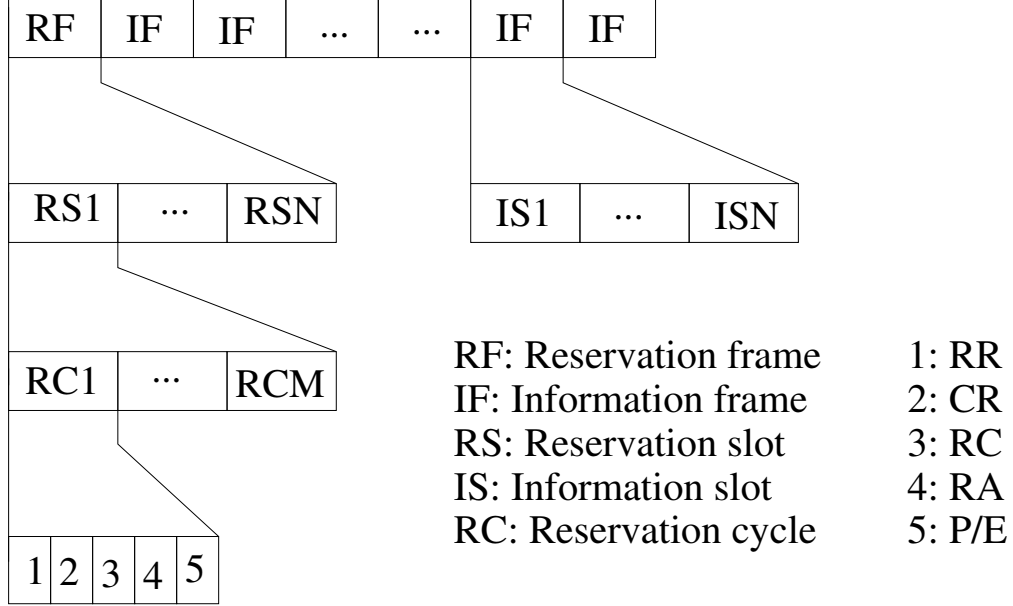 RF IF IF ... ... IF IF
RS1 ... RSN IS1 ... ISN
RC1 ... RCM
RF: Reservation frame 1: RR
IF: Information frame 2: CR
RS: Reservation slot 3: RC
IS: Information slot 4: RA
RC: Reservation cycle 5: P/E
1 2 3 4 5